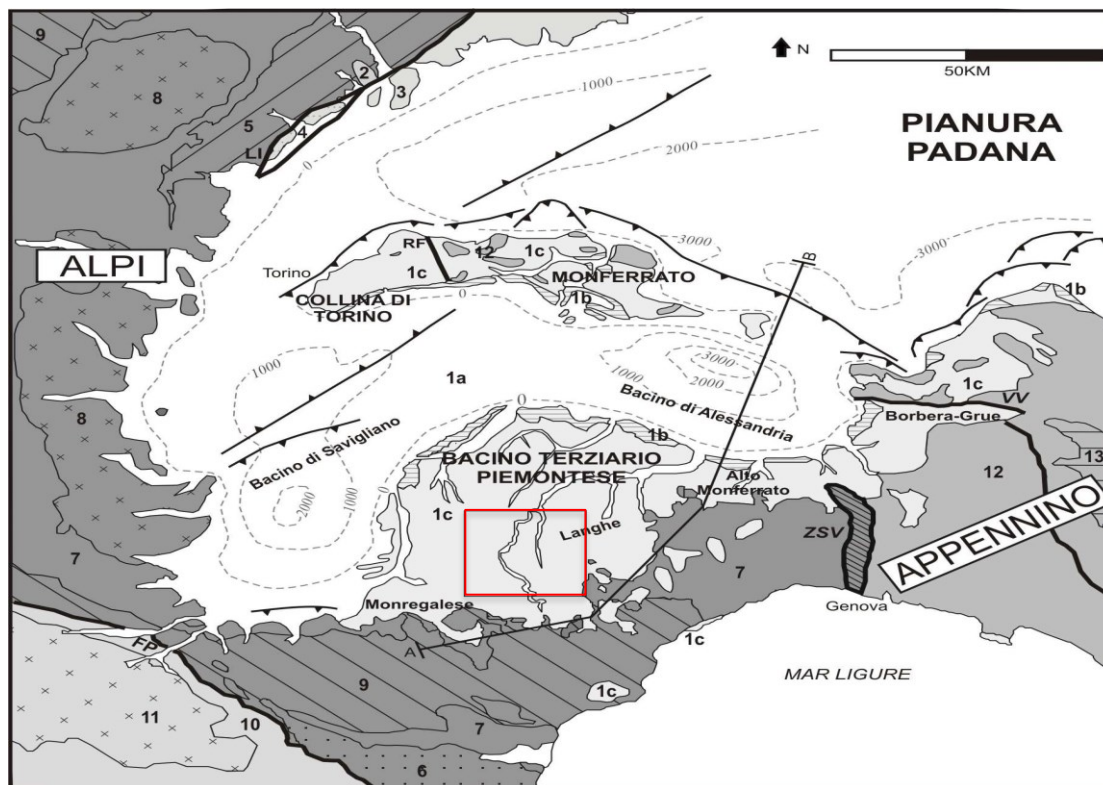 9
8
2
3
5
4
LI
0
N
50KM
1000
2000
PIANURA
PADANA
3000
3000
ALPI
Torino
RF
12
1c
1c
MONFERRATO
1b
COLLINA DI
TORINO
0
B
1b
1000
1a
3000
2000
1000
Bacino di Alessandria
1c
VV
Borbera-Grue
8
0
Bacino di Savigliano
1b
BACINO TERZIARIO
PIEMONTESE
12
13
2000
1000
0
1c
Alto
Monferrato
Langhe
ZSV
APPENNINO
7
7
Monregalese
Genova
FP
A
1c
MAR LIGURE
9
1c
11
10
7
6